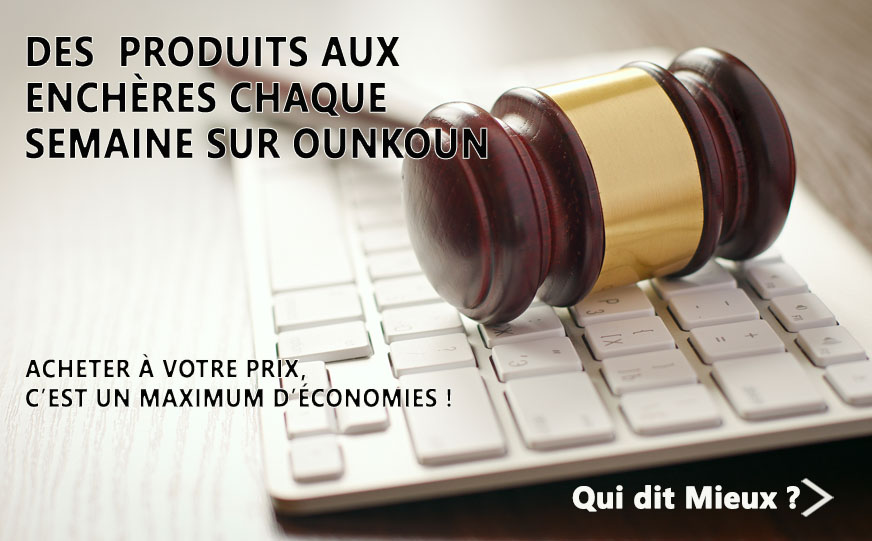 DES PRODUITS AUX
ENCHÈRES CHAQUE
SEMAINE SUR OUNKOUN
ACHETER À VOTRE PRIX,
C'EST UN MAXIMUM D'ÉCONOMIES !
Qui dit Mieux ?